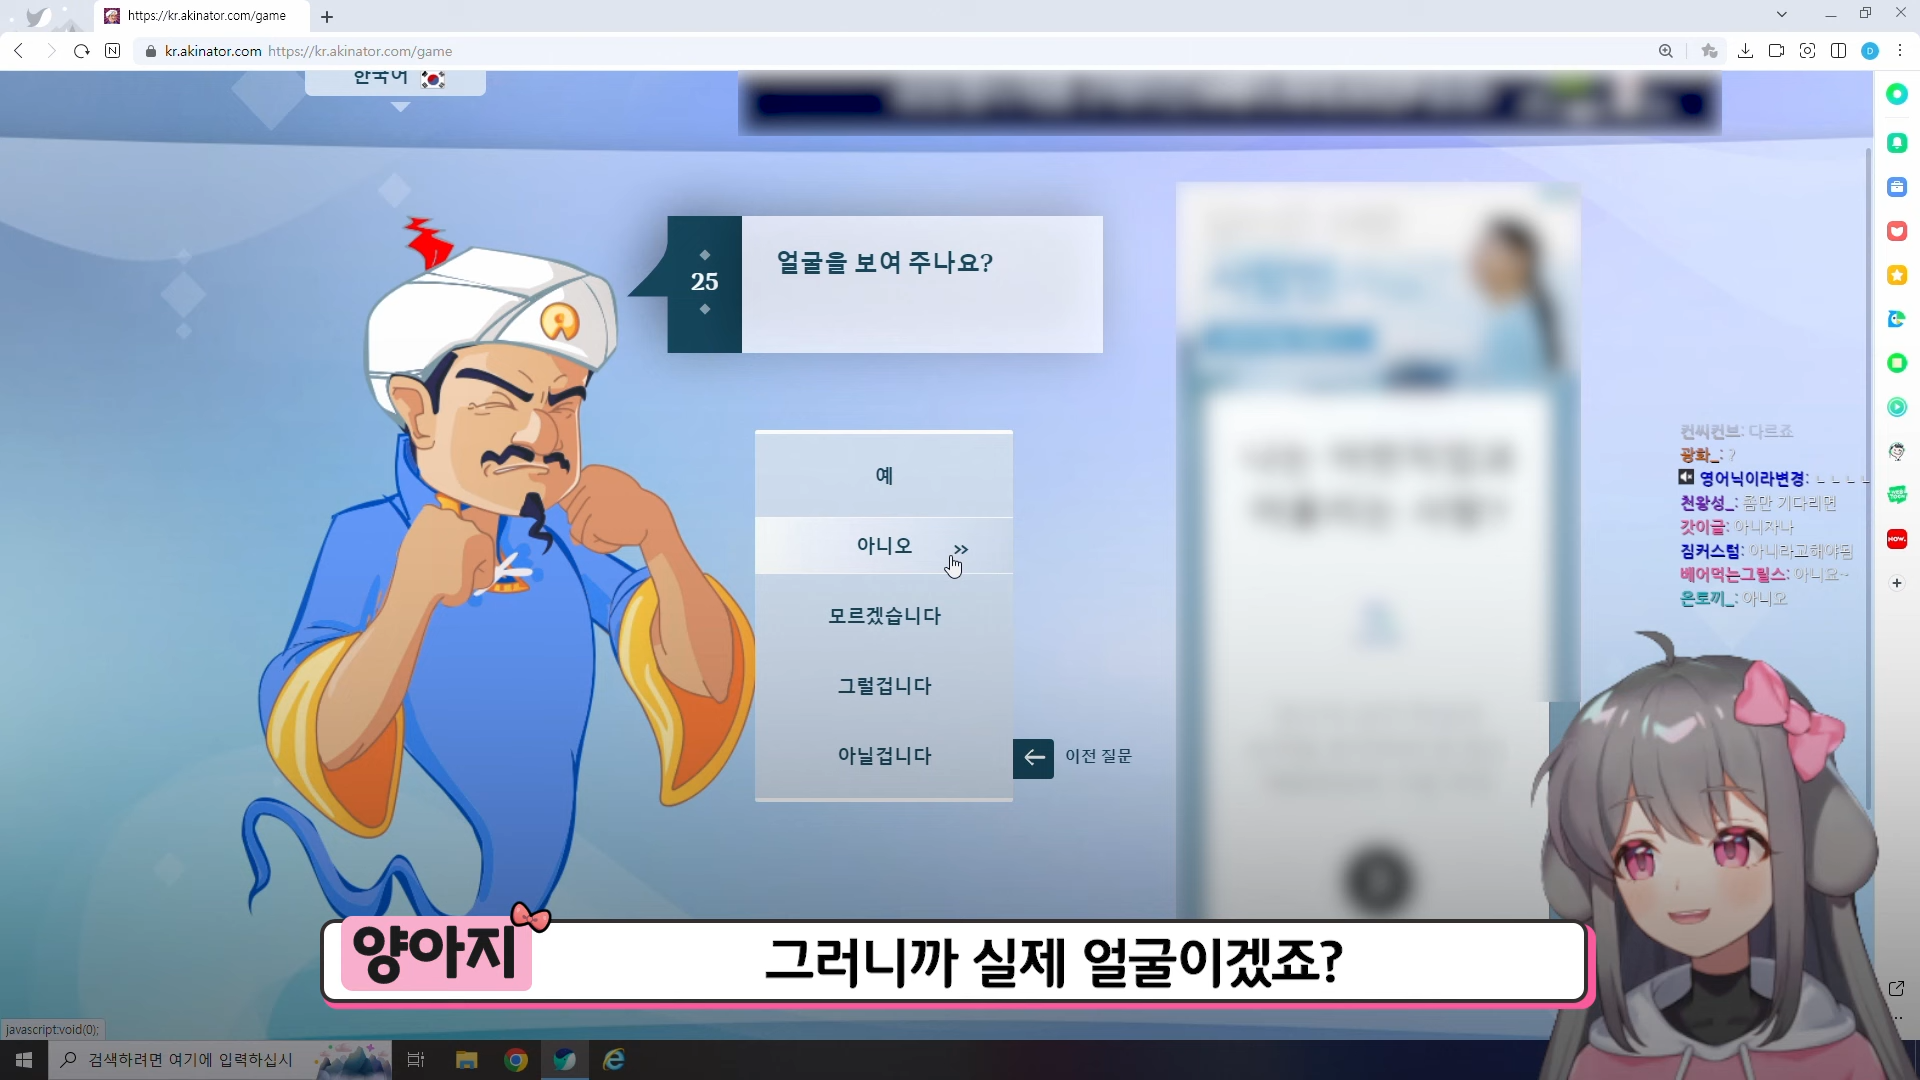 https://kr.akinator.com/game
kr.akinator.com https://kr.akinator.com/game
한국어
25
얼굴을 보여 주나요?
예
아니오
모르겠습니다
그럴겁니다
아닐겁니다
이전 질문
컨씨컨브: 다르죠
광화_: ?
영어닉이라변경: ㄴㄴㄴㄴ
천왕성_: 쫌만 기다리면
갓이글: 아니자나
짐커스텀: 아니라고해야됨
베어먹는그릴스: 아니요~
은토끼_: 아니오
NOW.
양아지
그러니까 실제 얼굴이겠죠?
javascript:void(0);
검색하려면 여기에 입력하십시